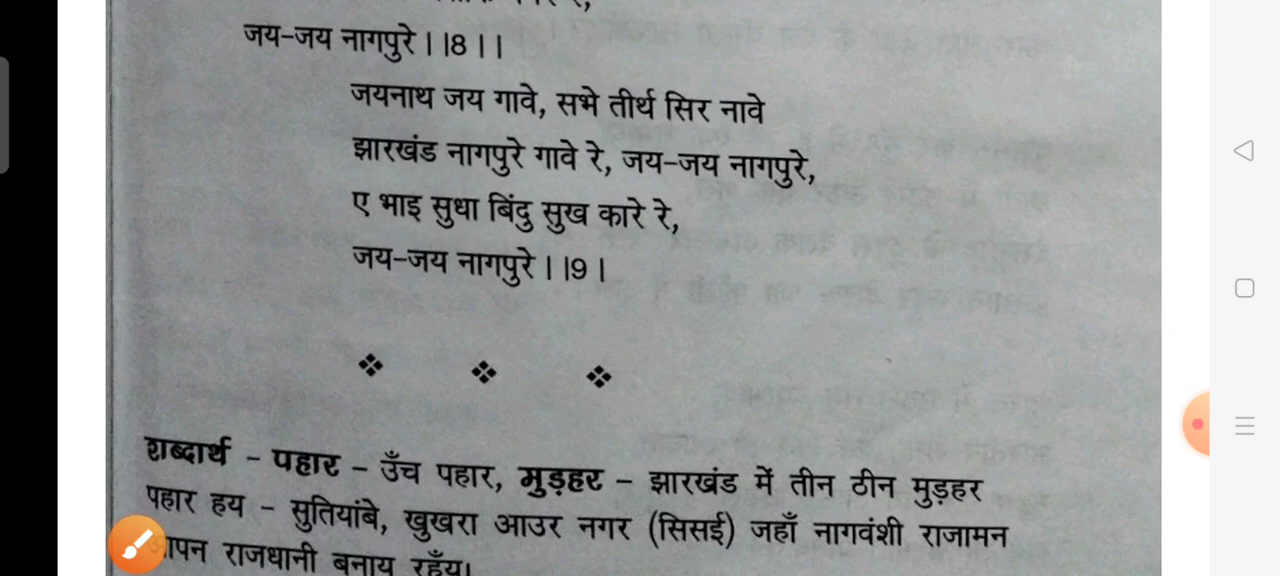 जय-जय नागपुरे।।8।।
जयनाथ जय गावे, सभे तीर्थ सिर नावे
झारखंड नागपुरे गावे रे, जय-जय नागपुरे,
ए भाइ सुधा बिंदु सुख कारे रे,
जय-जय नागपुरे।।9।
शब्दार्थ - पहार - उँच पहार, मुड़हर - झारखंड में तीन ठीन मुड़हर
पहार हय - सुतियांबे, खुखरा आउर नगर (सिसई) जहाँ नागवंशी राजामन
राजधानी बनाय रहँय।